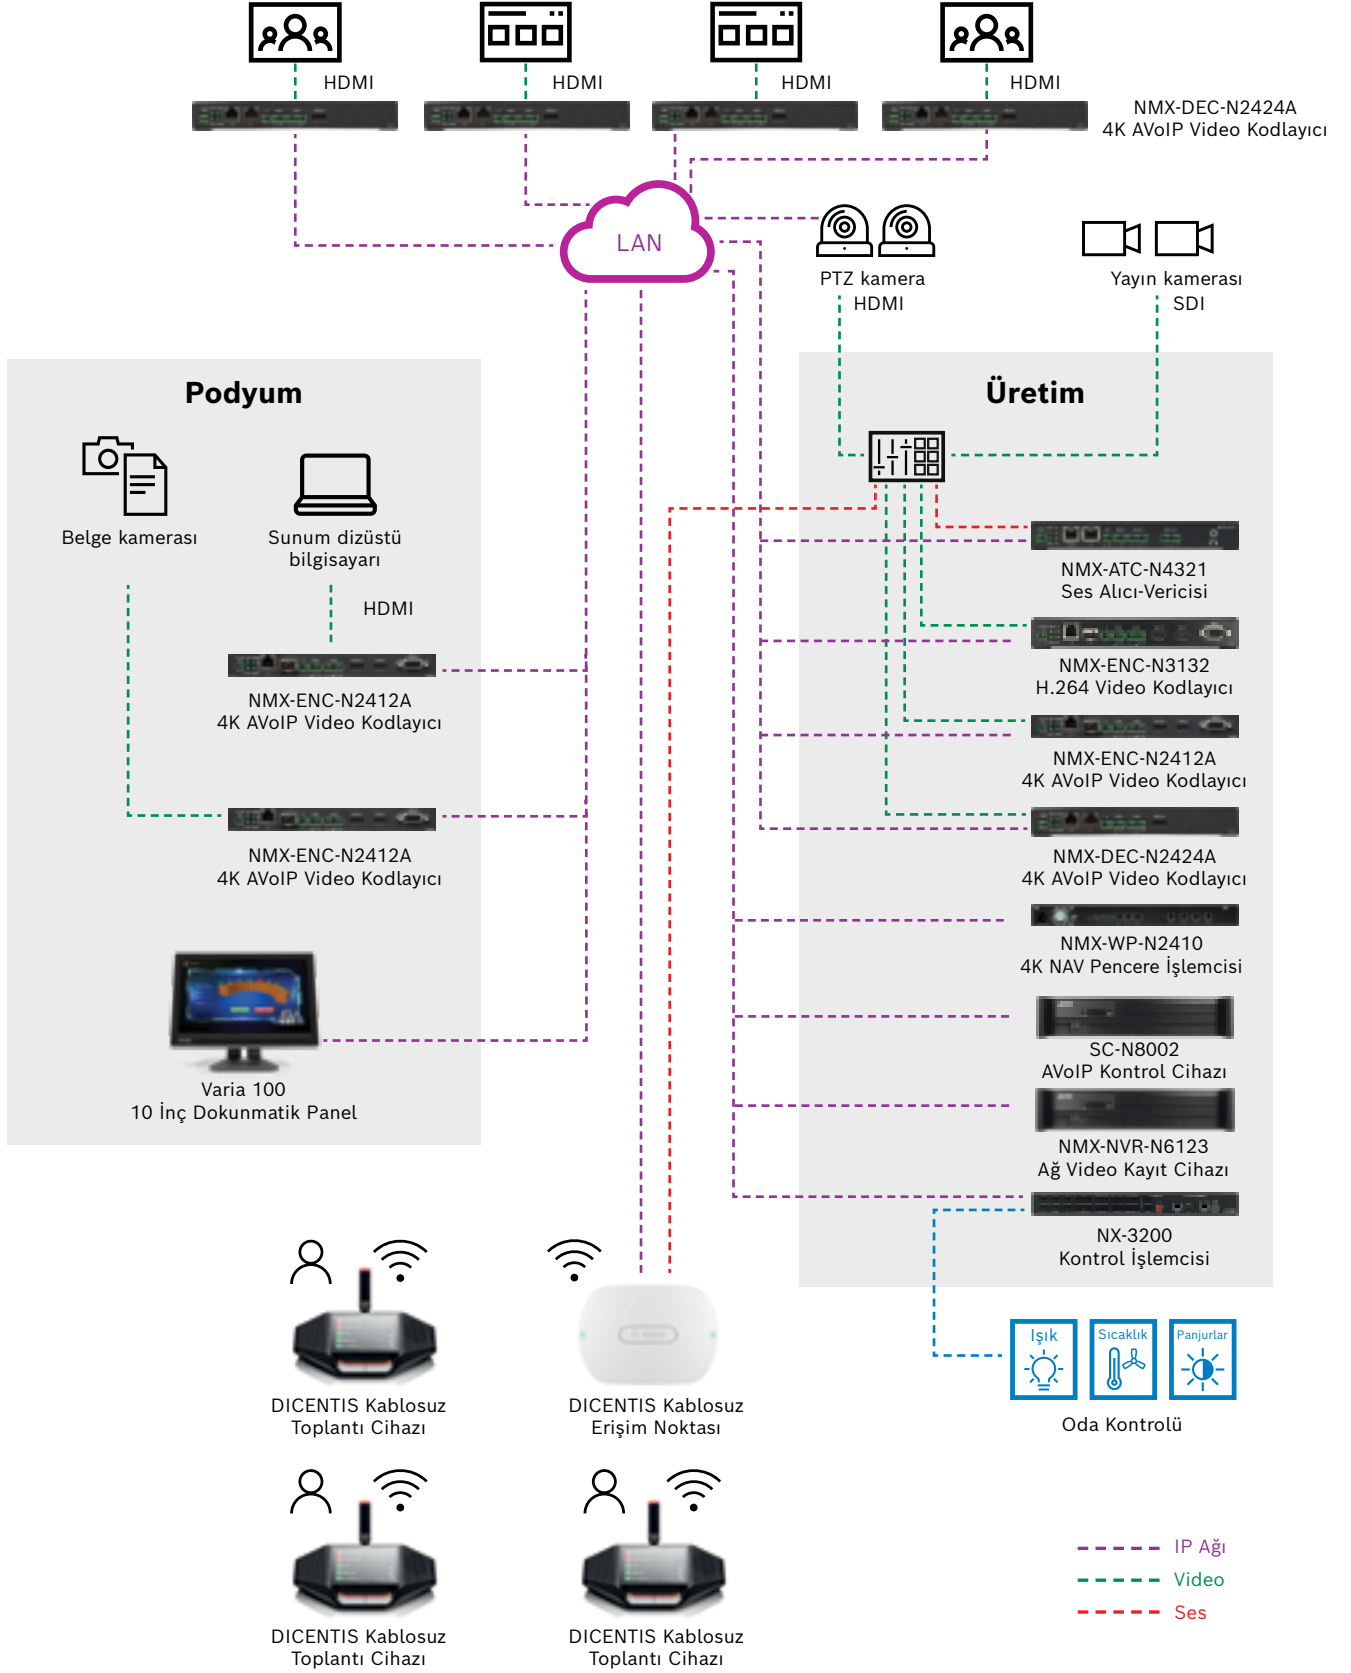 HDMI
HDMI
HDMI
HDMI
NMX-DEC-N2424A
4K AVoIP Video Kodlayıcı
LAN
PTZ kamera
HDMI
Yayın kamerası
SDI
Podyum
Belge kamerası
Sunum dizüstü
bilgisayarı
HDMI
NMX-ENC-N2412A
4K AVoIP Video Kodlayıcı
NMX-ENC-N2412A
4K AVoIP Video Kodlayıcı
Varia 100
10 İnç Dokunmatik Panel
Üretim
NMX-ATC-N4321
Ses Alıcı-Vericisi
NMX-ENC-N3132
H.264 Video Kodlayıcı
NMX-ENC-N2412A
4K AVoIP Video Kodlayıcı
NMX-DEC-N2424A
4K AVoIP Video Kodlayıcı
NMX-WP-N2410
4K NAV Pencere İşlemcisi
SC-N8002
AVoIP Kontrol Cihazı
NMX-NVR-N6123
Ağ Video Kayıt Cihazı
NX-3200
Kontrol İşlemcisi
Işık
Sıcaklık
Panjurlar
Oda Kontrolü
DICENTIS Kablosuz
Toplantı Cihazı
DICENTIS Kablosuz
Erişim Noktası
DICENTIS Kablosuz
Toplantı Cihazı
DICENTIS Kablosuz
Toplantı Cihazı
IP Ağı
Video
Ses